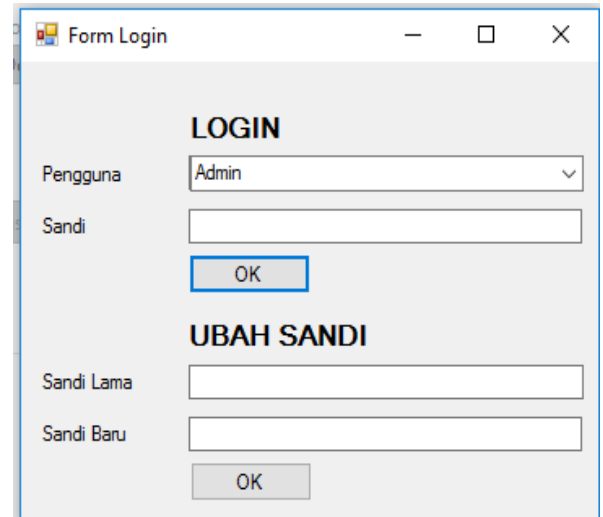 Form Login
LOGIN
Pengguna Admin
Sandi
OK
UBAH SANDI
Sandi Lama
Sandi Baru
OK